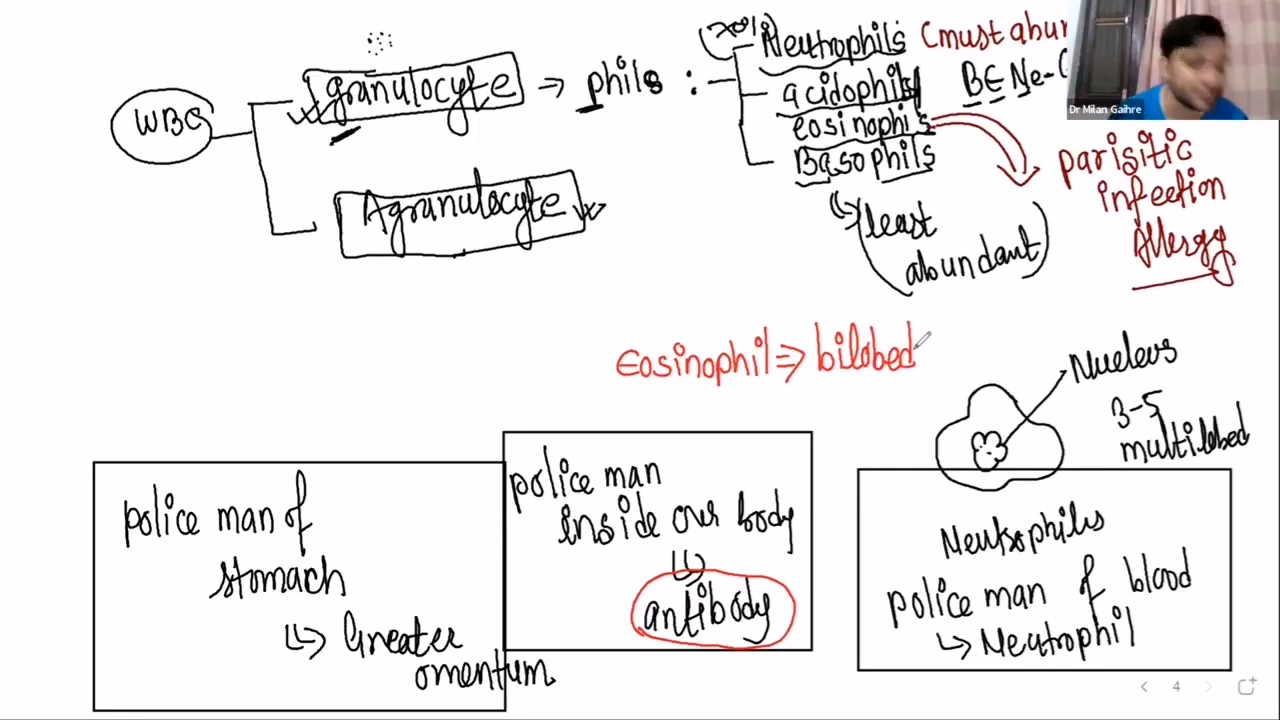 WBC
granulocyte → phils :
Agranulocyte
(70%)
Neutrophils (must abun
acidophils
eosinophils
Basophils
BENe-
Dr Milan Gaihre
(least
abundant)
parisitic
infection
Allergy
Eosinophil ⇒ bilobed
Nucleus
3-5
multilobed
police man of
stomach
↳ Greater
omentum
police man
inside our body
antibody
Neutrophils
police man of blood
↳ Neutrophil
4